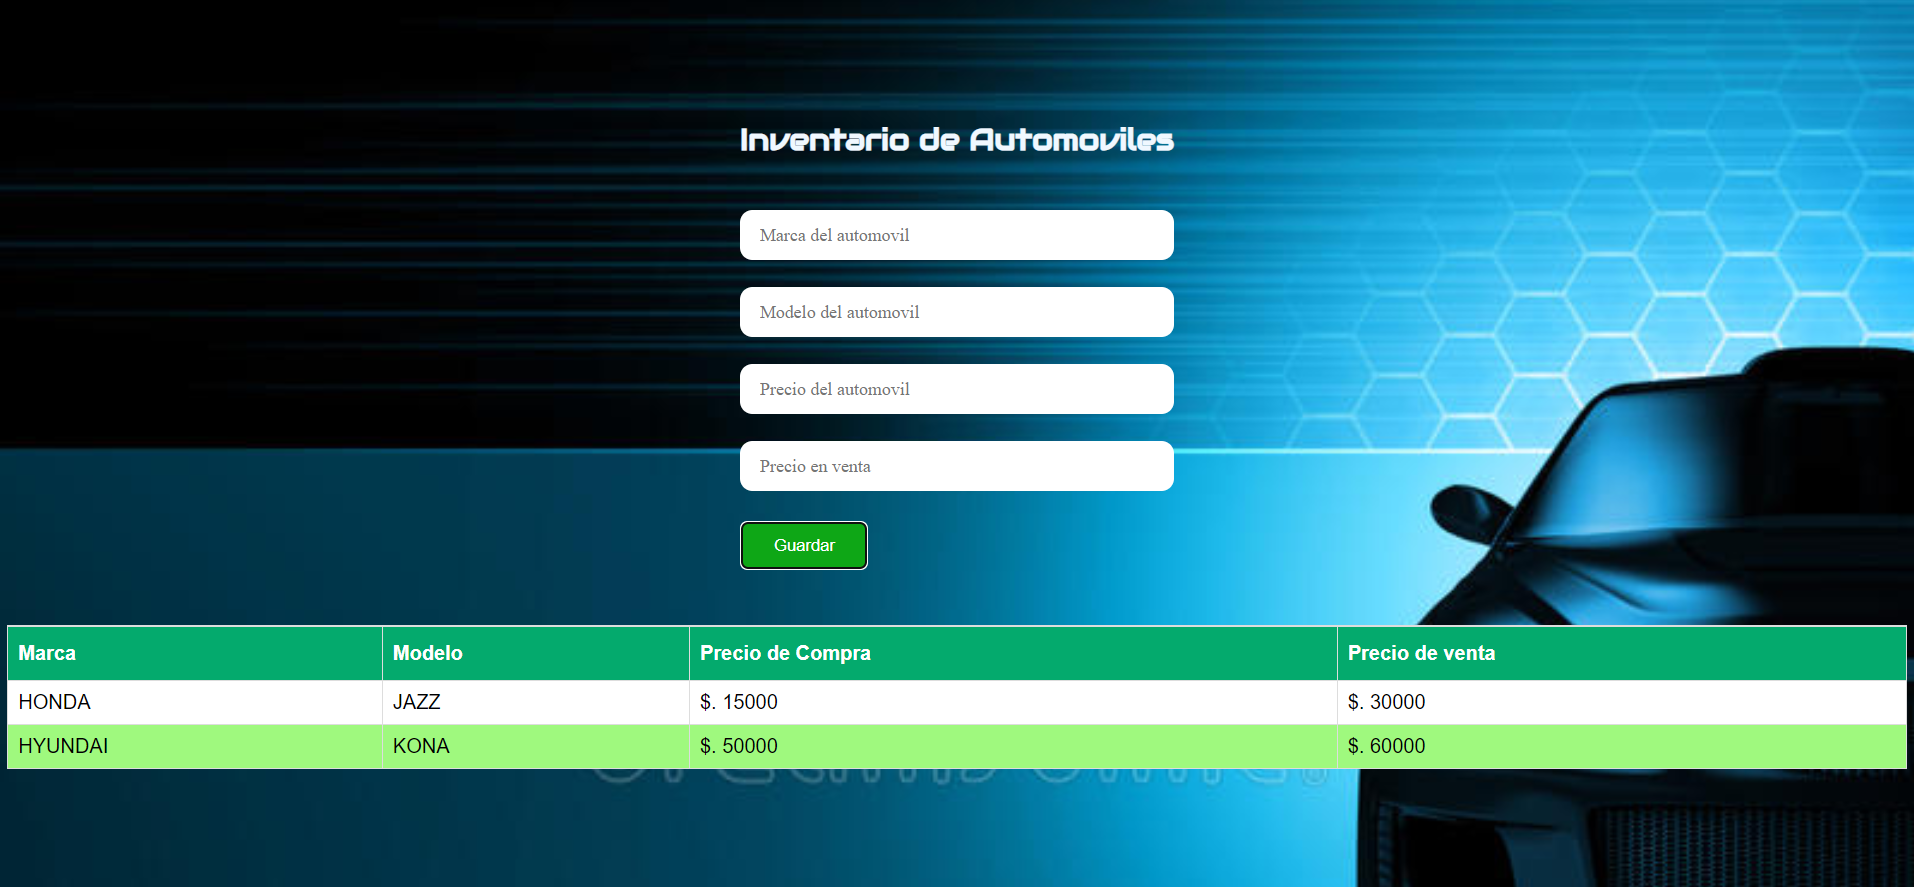 Inventario de Automoviles
Marca del automovil
Modelo del automovil
Precio del automovil
Precio en venta
Guardar
Marca Modelo Precio de Compra Precio de venta
HONDA JAZZ $. 15000 $. 30000
HYUNDAI KONA $. 50000 $. 60000